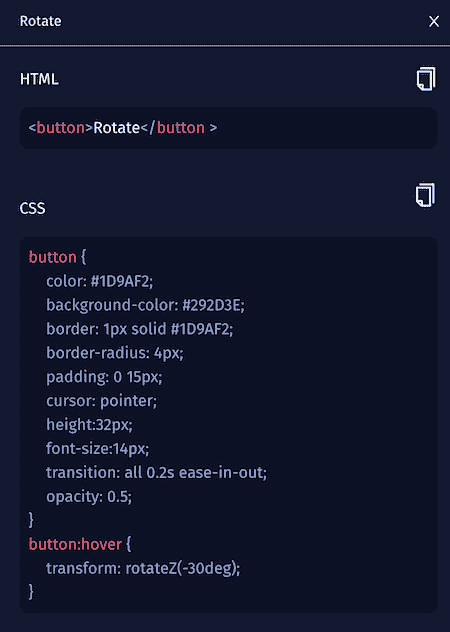 Rotate X
HTML
<button>Rotate</button >
CSS
button {
color: #1D9AF2;
background-color: #292D3E;
border: 1px solid #1D9AF2;
border-radius: 4px;
padding: 0 15px;
cursor: pointer;
height:32px;
font-size:14px;
transition: all 0.2s ease-in-out;
opacity: 0.5;
}
button:hover {
transform: rotateZ(-30deg);
}